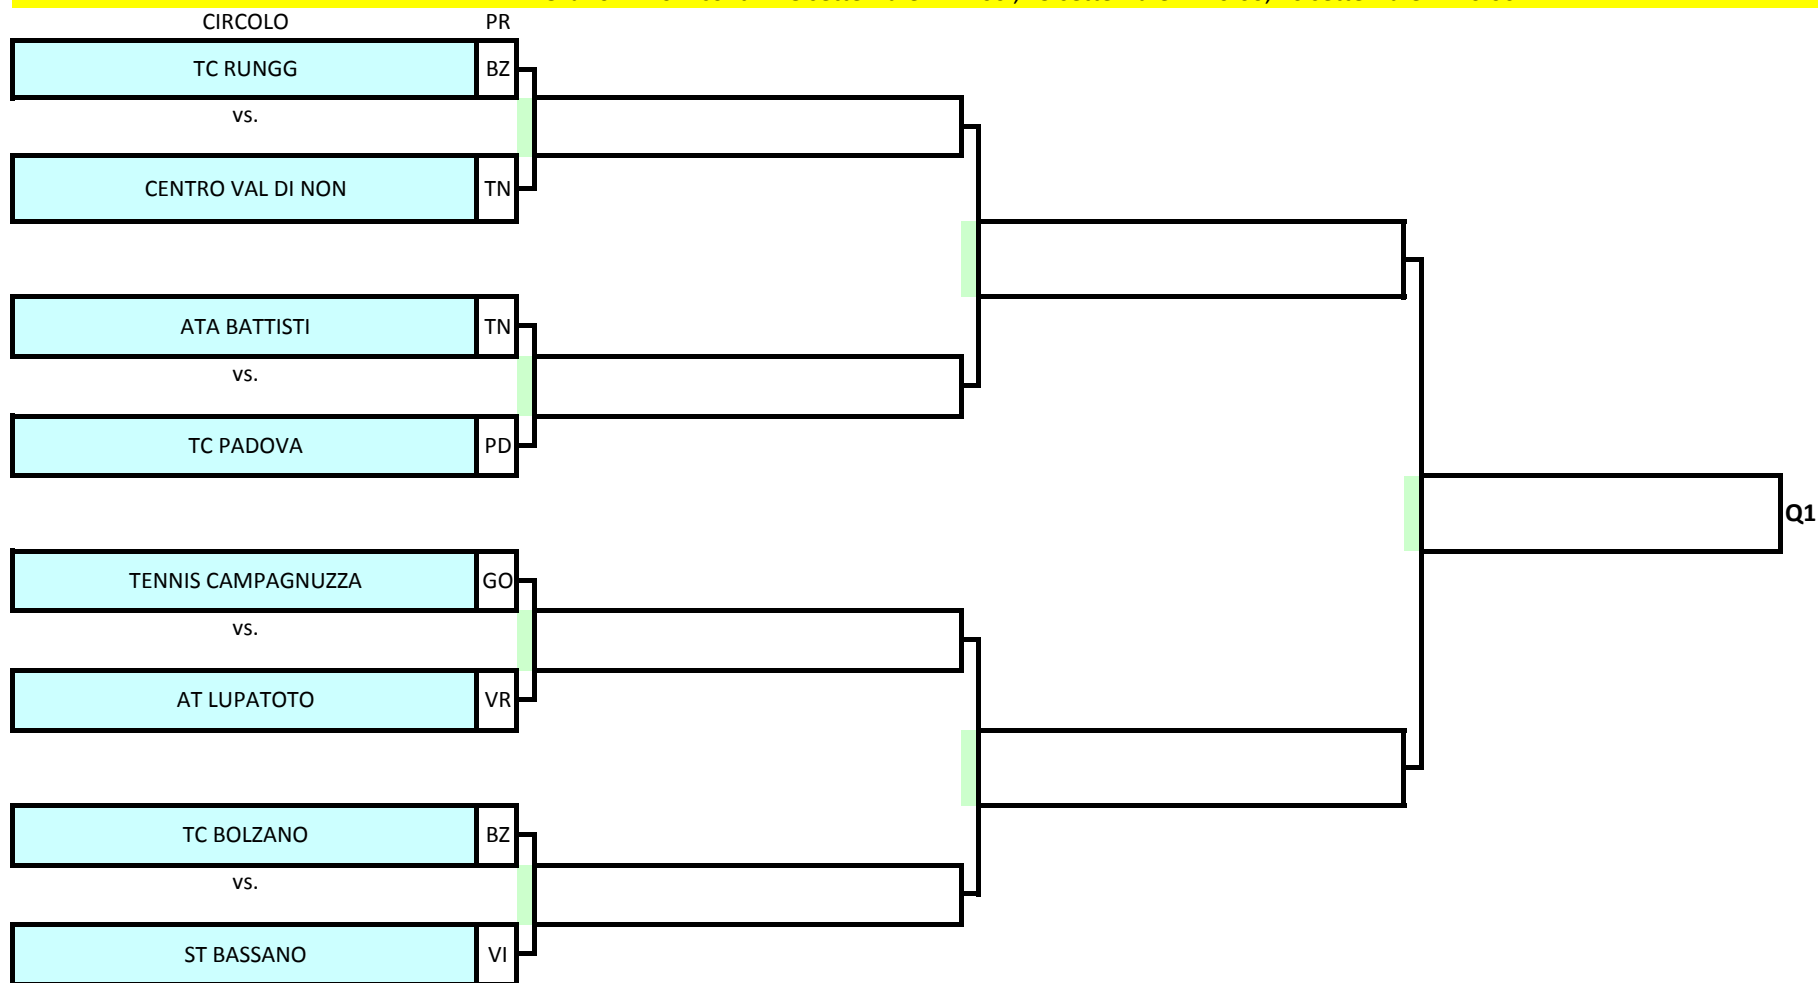 CIRCOLO PR
TC RUNGG BZ
vs.
CENTRO VAL DI NON TN
ATA BATTISTI TN
vs.
TC PADOVA PD
Q1
TENNIS CAMPAGNUZZA GO
vs.
AT LUPATOTO VR
TC BOLZANO BZ
vs.
ST BASSANO VI